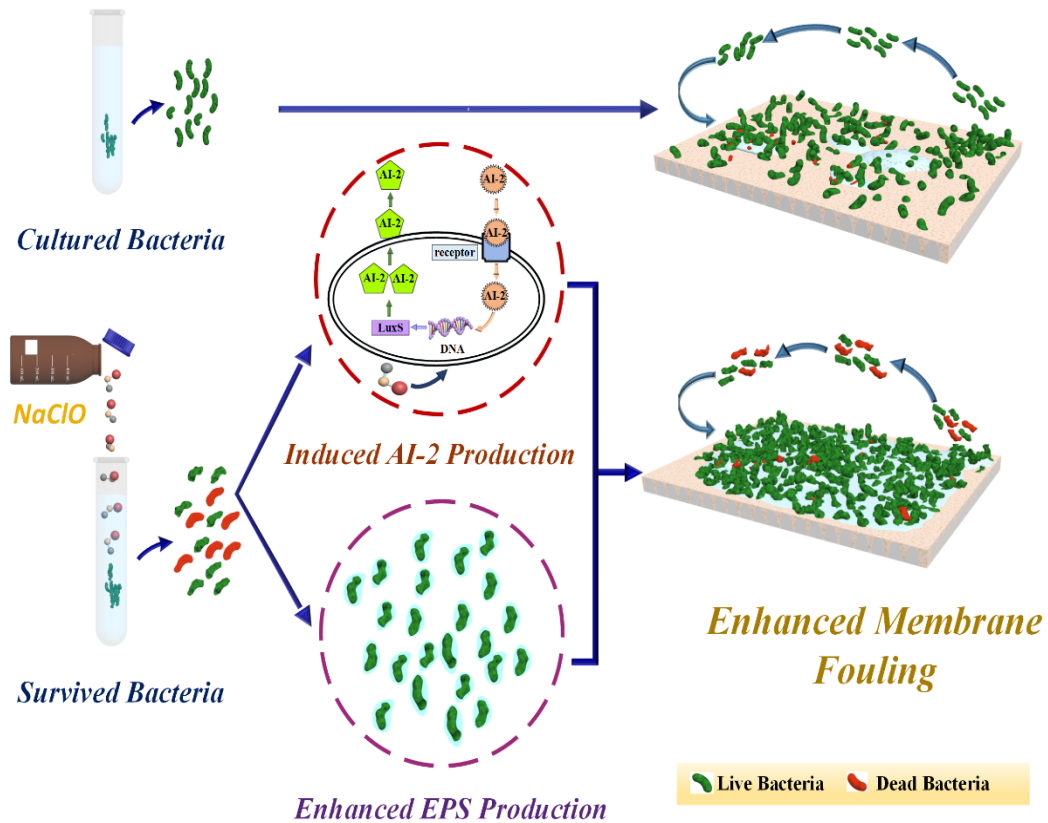 Cultured Bacteria
AI-2
AI-2
AI-2
AI-2
AI-2
AI-2
receptor
AI-2
LuxS
DNA
NaClO
Induced AI-2 Production
Survived Bacteria
Enhanced EPS Production
Enhanced Membrane
Fouling
Live Bacteria
Dead Bacteria